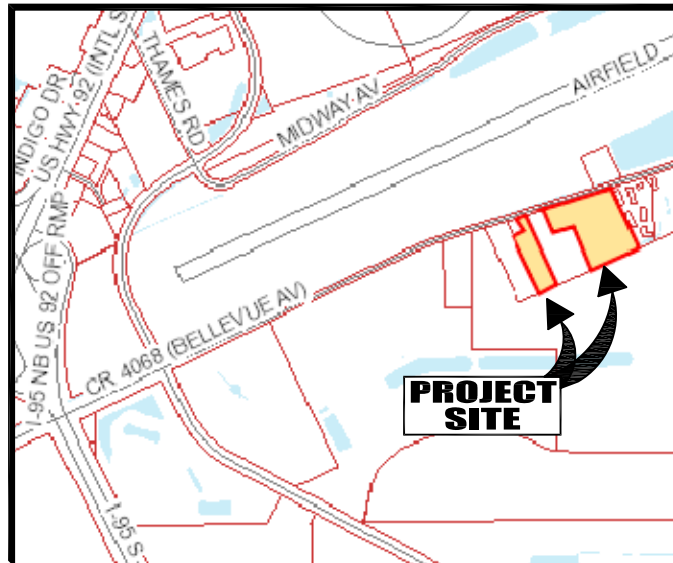 INDIGO DR
US HWY 92 (INTL S
THAMES RD
MIDWAY AV
AIRFIELD
I-95 NB US 92 OFF RMP
CR 4068 (BELLEVUE AV)
PROJECT
SITE
I-95 S